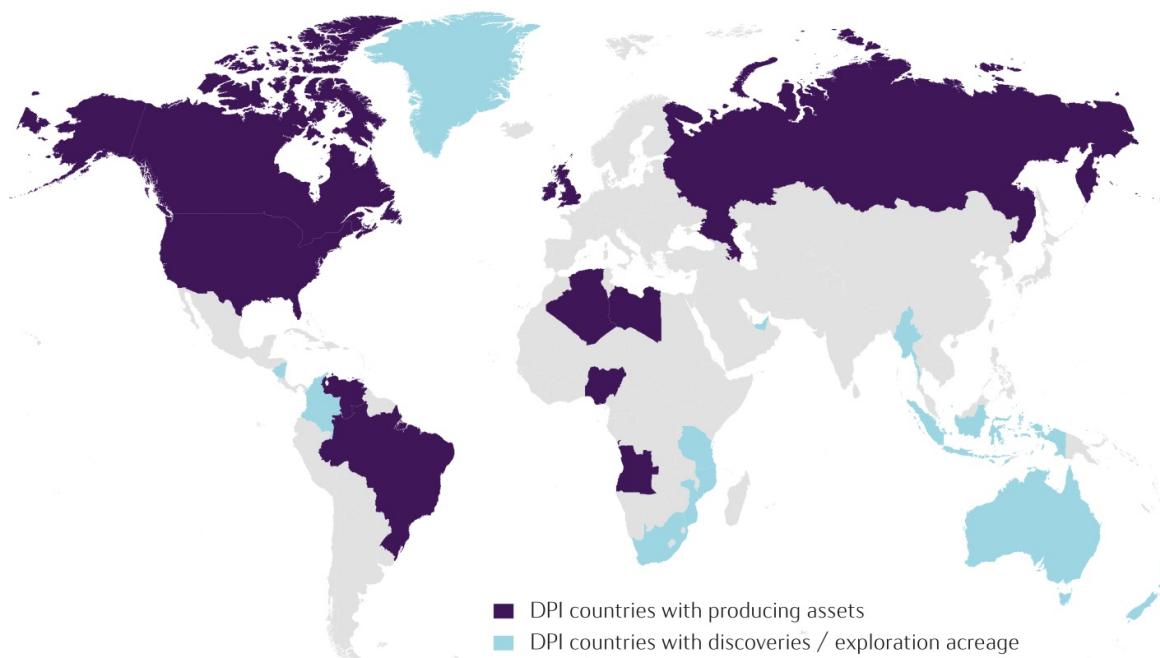 DPI countries with producing assets
DPI countries with discoveries / exploration acreage